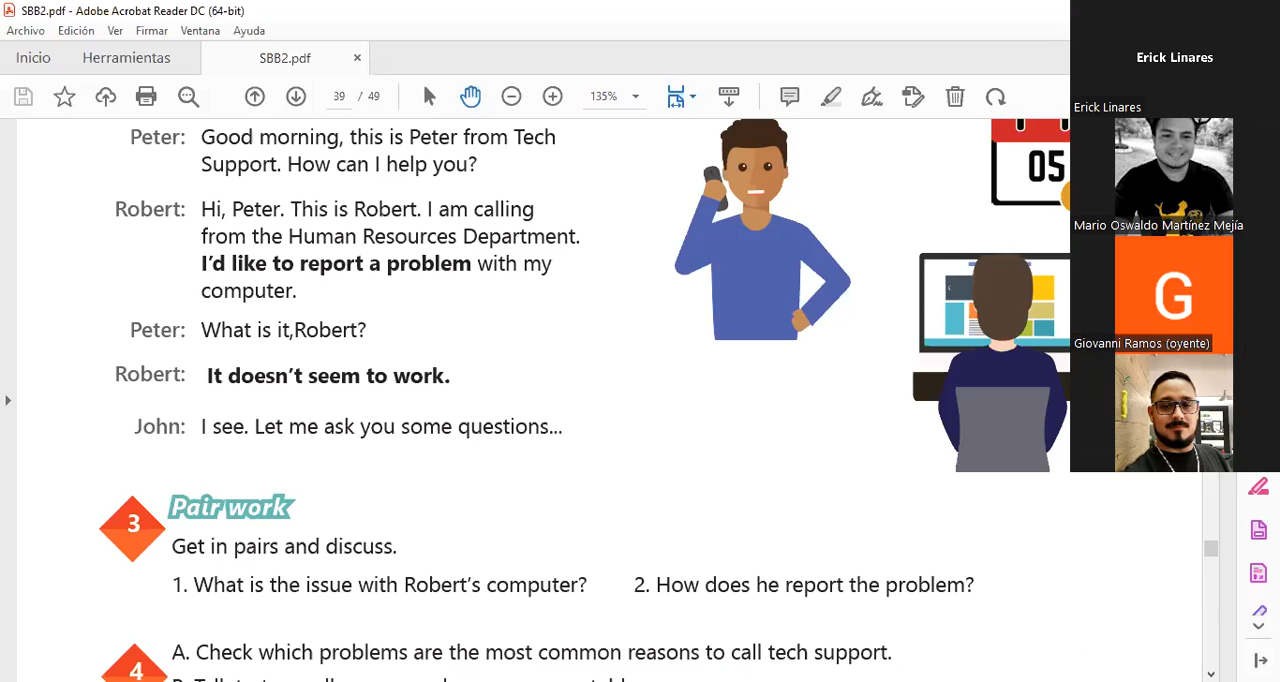 SBB2.pdf - Adobe Acrobat Reader DC (64-bit)
Archivo Edición Ver Firmar Ventana Ayuda
Inicio Herramientas SBB2.pdf ×
39 / 49 135%
Erick Linares
Erick Linares
Mario Oswaldo Martínez Mejía
G
Giovanni Ramos (oyente)
Peter: Good morning, this is Peter from Tech
Support. How can I help you?
Robert: Hi, Peter. This is Robert. I am calling
from the Human Resources Department.
I'd like to report a problem with my
computer.
Peter: What is it,Robert?
Robert: It doesn't seem to work.
John: I see. Let me ask you some questions...
05
3 Pair work
Get in pairs and discuss.
1. What is the issue with Robert's computer? 2. How does he report the problem?
4 A. Check which problems are the most common reasons to call tech support.